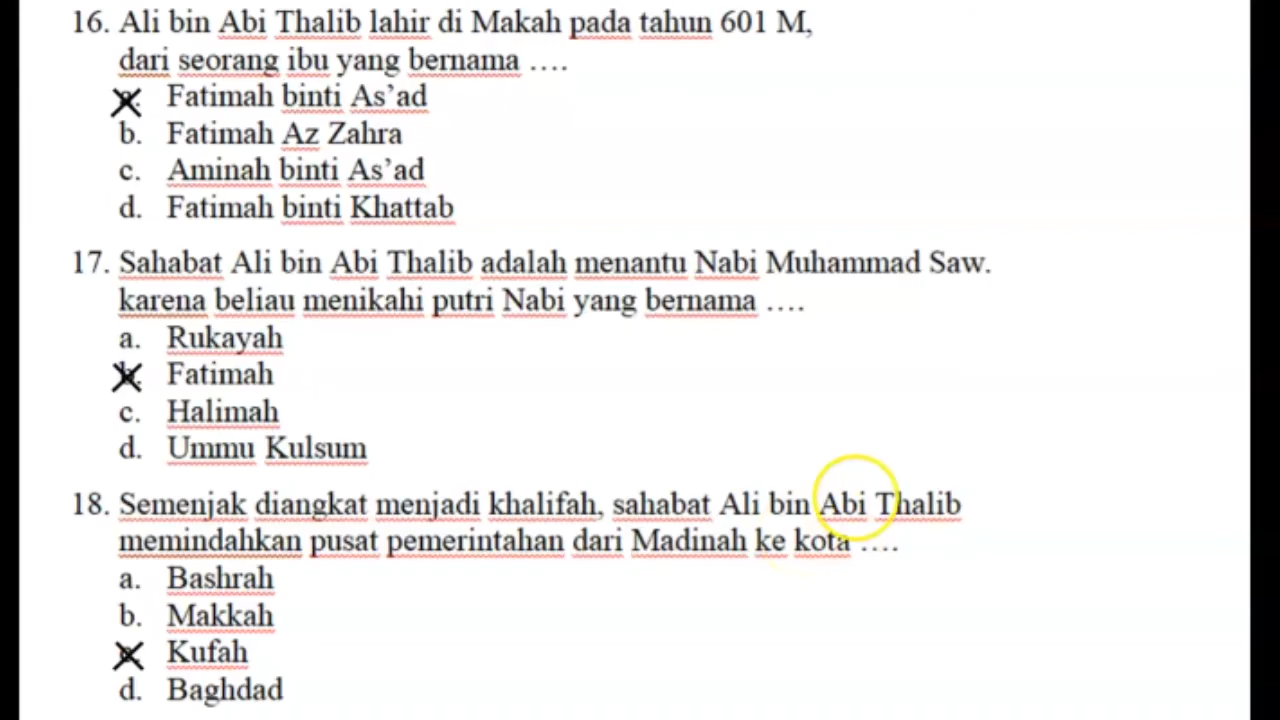 16. Ali bin Abi Thalib lahir di Makah pada tahun 601 M,
dari seorang ibu yang bernama ….
a. Fatimah binti As’ad
b. Fatimah Az Zahra
c. Aminah binti As’ad
d. Fatimah binti Khattab
17. Sahabat Ali bin Abi Thalib adalah menantu Nabi Muhammad Saw.
karena beliau menikahi putri Nabi yang bernama ….
a. Rukayah
b. Fatimah
c. Halimah
d. Ummu Kulsum
18. Semenjak diangkat menjadi khalifah, sahabat Ali bin Abi Thalib
memindahkan pusat pemerintahan dari Madinah ke kota ….
a. Bashrah
b. Makkah
c. Kufah
d. Baghdad